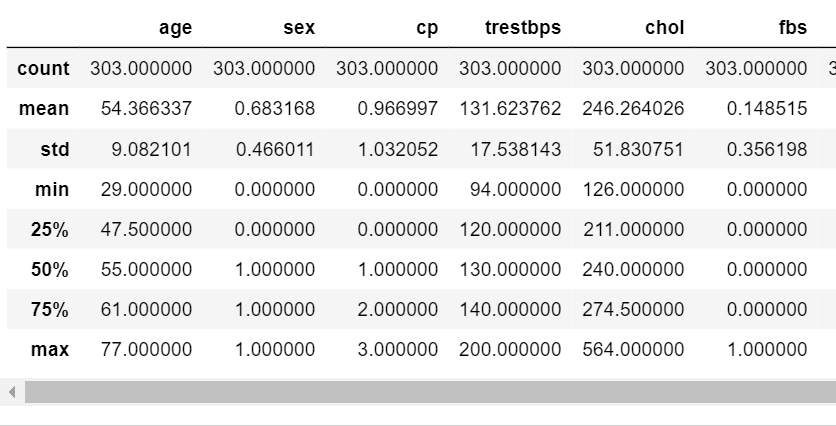 age sex cp trestbps chol fbs
count 303.000000 303.000000 303.000000 303.000000 303.000000 303.000000 3
mean 54.366337 0.683168 0.966997 131.623762 246.264026 0.148515
std 9.082101 0.466011 1.032052 17.538143 51.830751 0.356198
min 29.000000 0.000000 0.000000 94.000000 126.000000 0.000000
25% 47.500000 0.000000 0.000000 120.000000 211.000000 0.000000
50% 55.000000 1.000000 1.000000 130.000000 240.000000 0.000000
75% 61.000000 1.000000 2.000000 140.000000 274.500000 0.000000
max 77.000000 1.000000 3.000000 200.000000 564.000000 1.000000